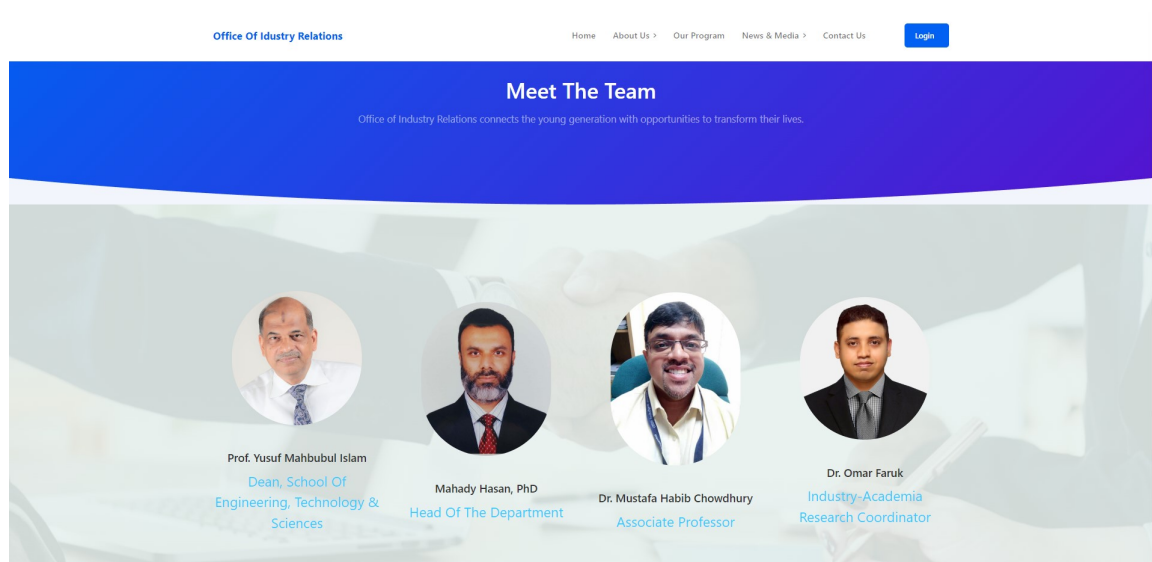 Office Of Idustry Relations
Home About Us > Our Program News & Media > Contact Us Login
Meet The Team
Office of Industry Relations connects the young generation with opportunities to transform their lives.
Prof. Yusuf Mahbubul Islam
Dean, School Of
Engineering, Technology &
Sciences
Mahady Hasan, PhD
Head Of The Department
Dr. Mustafa Habib Chowdhury
Associate Professor
Dr. Omar Faruk
Industry-Academia
Research Coordinator